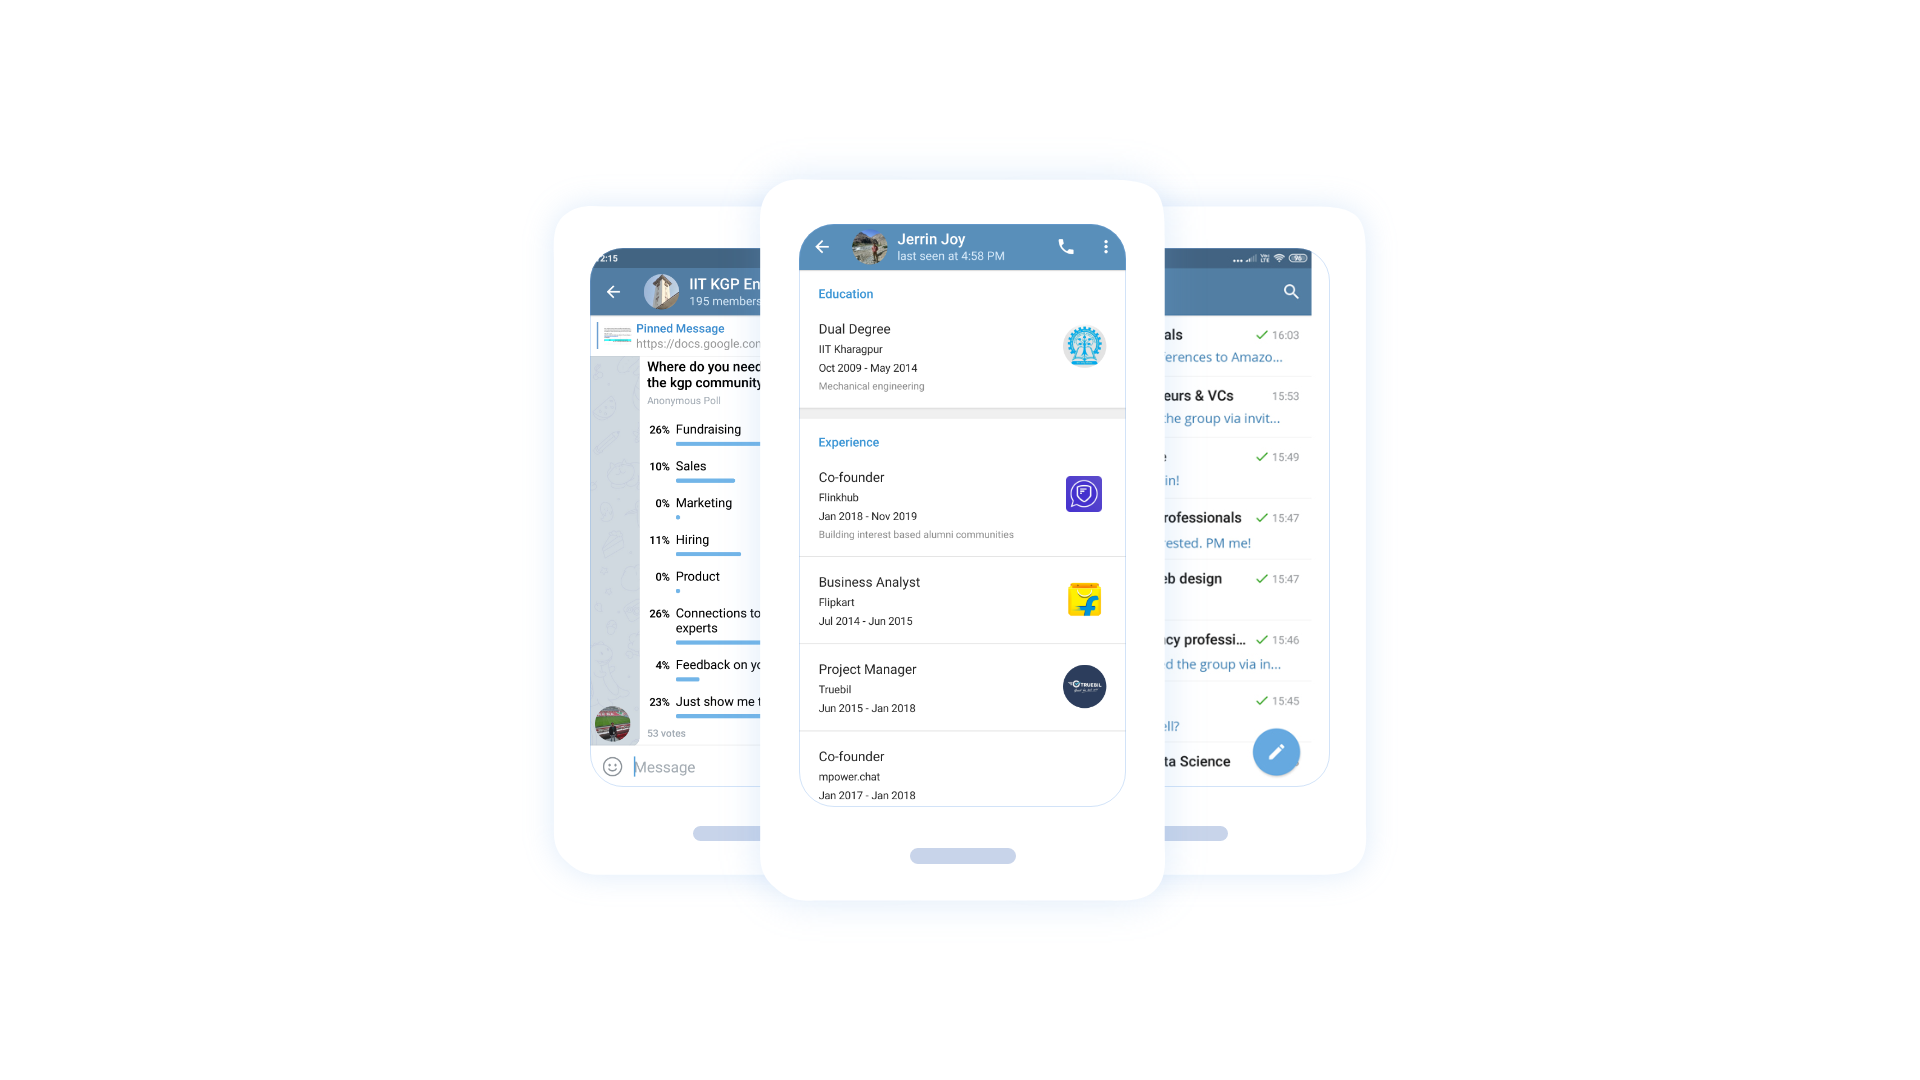 2:15
IIT KGP En
195 members
Pinned Message
https://docs.google.con
Where do you need
the kgp community
Anonymous Poll
26% Fundraising
10% Sales
0% Marketing
11% Hiring
0% Product
26% Connections to
experts
4% Feedback on yo
23% Just show me t
53 votes
Message
Jerrin Joy
last seen at 4:58 PM
Education
Dual Degree
IIT Kharagpur
Oct 2009 - May 2014
Mechanical engineering
Experience
Co-founder
Flinkhub
Jan 2018 - Nov 2019
Building interest based alumni communities
Business Analyst
Flipkart
Jul 2014 - Jun 2015
Project Manager
Truebil
Jun 2015 - Jan 2018
TRUEBIL
Co-founder
mpower.chat
Jan 2017 - Jan 2018
96
als 16:03
ferences to Amazo...
eurs & VCs 15:53
the group via invit...
e 15:49
in!
rofessionals 15:47
rested. PM me!
eb design 15:47
cy professi... 15:46
d the group via in...
15:45
ell?
ta Science